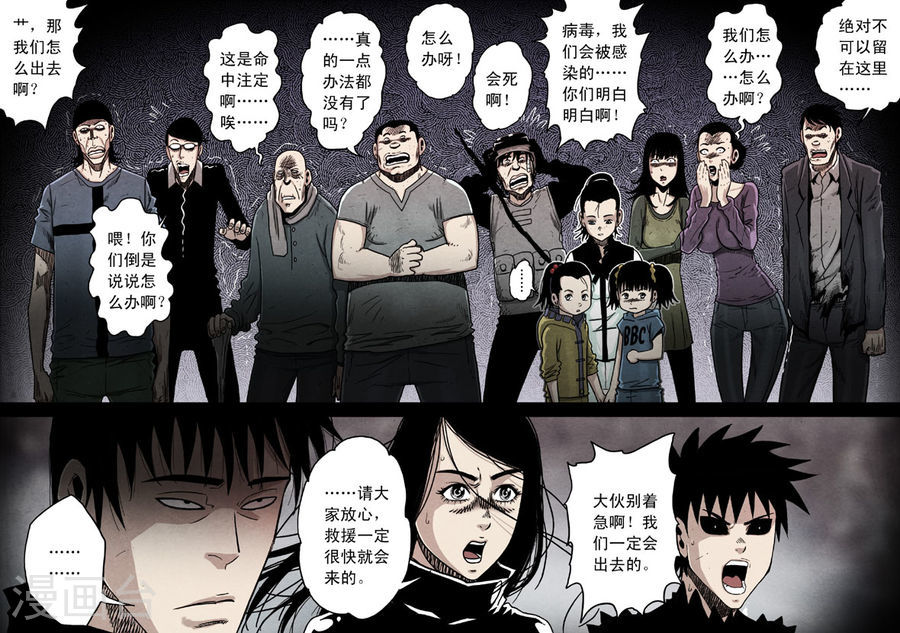 艹，那
我们怎
么出去
啊？
这是命
中注定
啊……
唉……
……真
的一点
办法都
没有了
吗？
怎么
办呀！
会死
啊！
病毒，我
们会被感
染的……
你们明白
明白啊！
我们怎
么办…
…怎么
办啊？
绝对不
可以留
在这里
……
喂！你
们倒是
说说怎
么办啊？
……
BBC
……
……
……请大
家放心，
救援一定
很快就会
来的。
大伙别着
急啊！我
们一定会
出去的。
漫画台